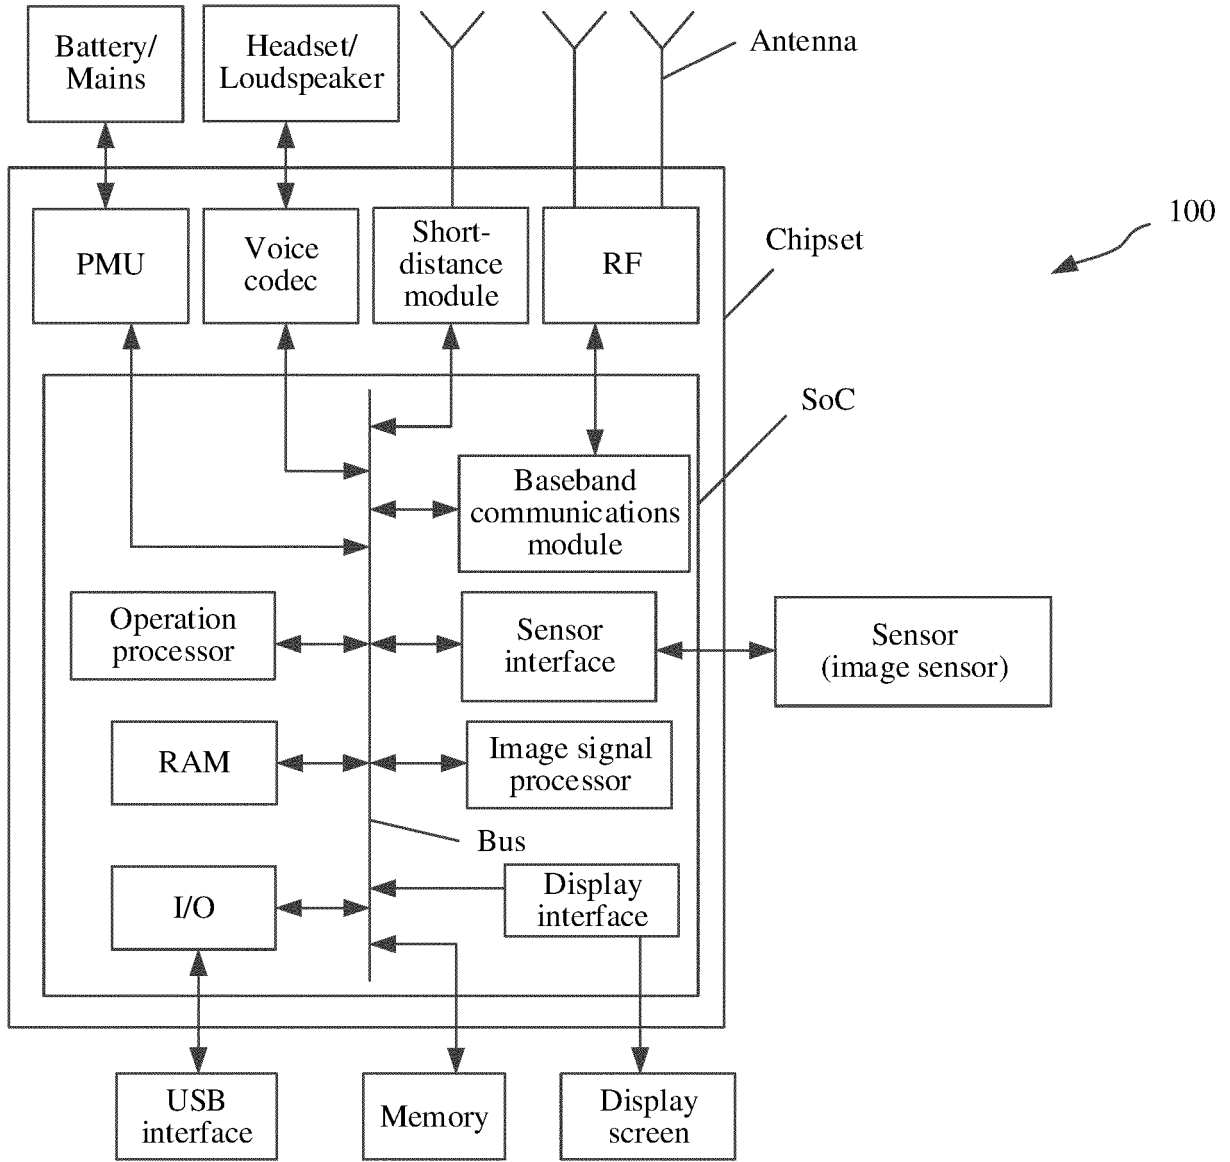 Battery/
Mains
Headset/
Loudspeaker
Antenna
100
Chipset
PMU
Voice
codec
Short-
distance
module
RF
SoC
Baseband
communications
module
Operation
processor
Sensor
interface
Sensor
(image sensor)
RAM
Image signal
processor
Bus
I/O
Display
interface
USB
interface
Memory
Display
screen